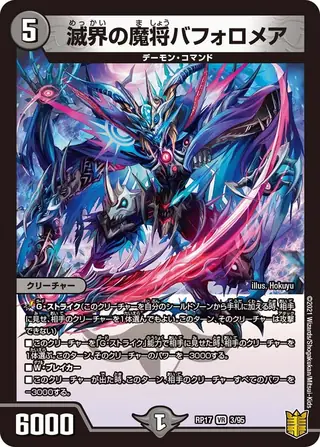 5
めっかい ま しょう
滅界の魔将バフォロメア
デーモン・コマンド
illus. Hokuyu
クリーチャー
G・ストライク(このクリーチャーを自分のシールドゾーンから手札に加える時、相手
に見せ、相手のクリーチャーを1体選んでもよい。このターン、そのクリーチャーは攻撃
できない)
■このクリーチャーを「G・ストライク」能力で相手に見せた時、相手のクリーチャーを
1体選ぶ。このターン、そのクリーチャーのパワーを-3000する。
■W・ブレイカー
■このクリーチャーが出た時、このターン、相手のクリーチャーすべてのパワーを
-3000する。
©2021 Wizards/Shogakukan/Mitsui-Kids
6000
RP17 VR 3/95